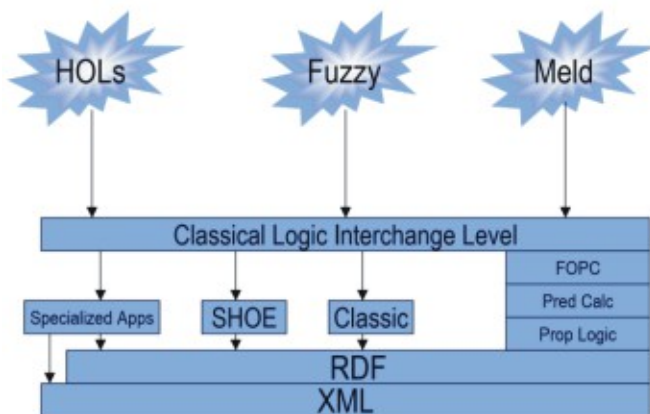 HOLs
Fuzzy
Meld
Classical Logic Interchange Level
FOPC
Pred Calc
Prop Logic
Specialized Apps
SHOE
Classic
RDF
XML